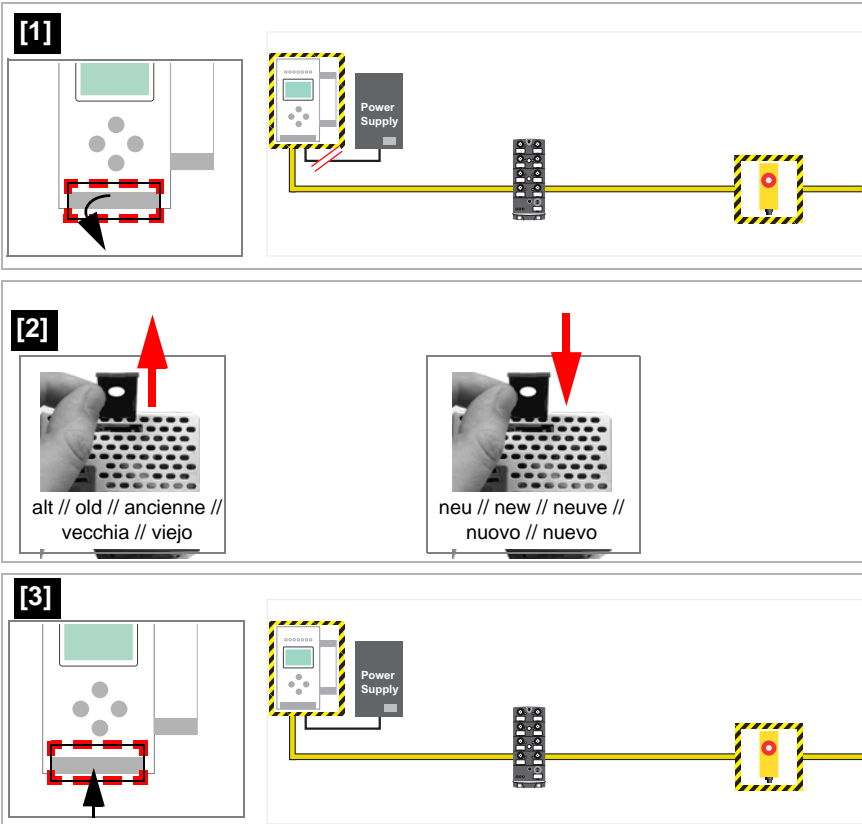 [1]
Power
Supply
[2]
alt // old // ancienne //
vecchia // viejo
neu // new // neuve //
nuovo // nuevo
[3]
Power
Supply